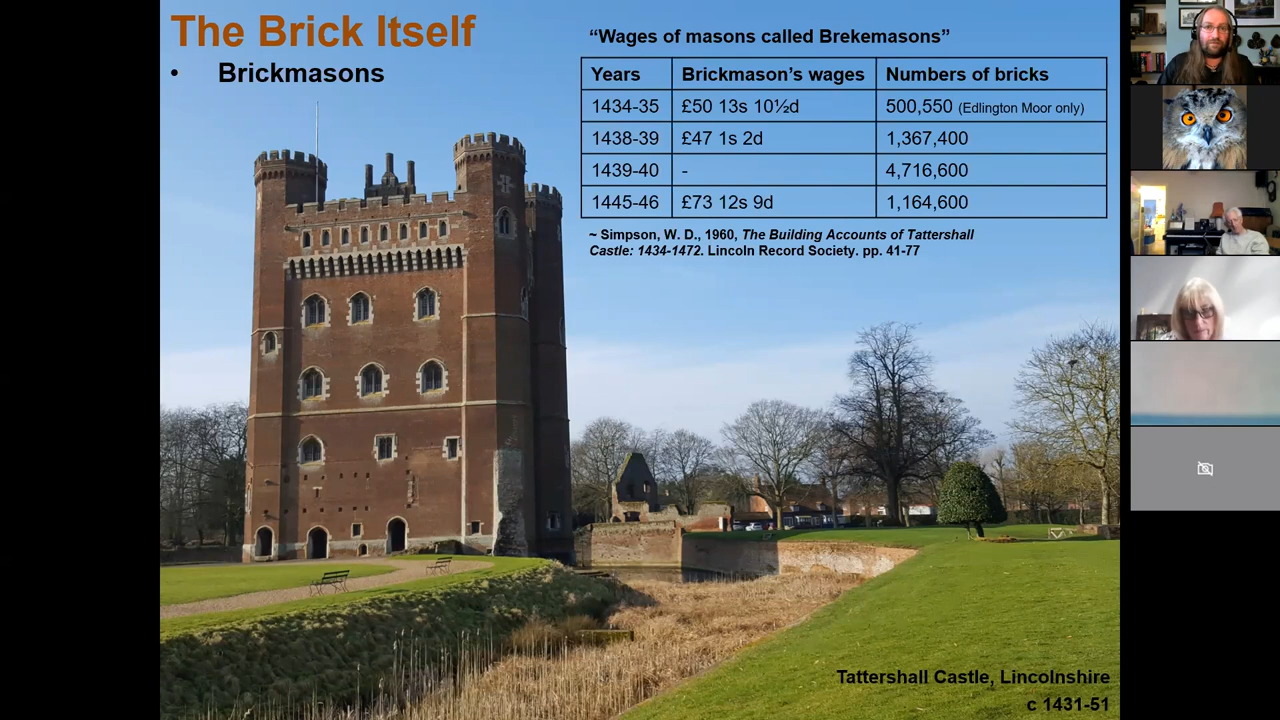 The Brick Itself
• Brickmasons
“Wages of masons called Brekemasons”
Years Brickmason’s wages Numbers of bricks
1434-35 £50 13s 10½d 500,550 (Edlington Moor only)
1438-39 £47 1s 2d 1,367,400
1439-40 - 4,716,600
1445-46 £73 12s 9d 1,164,600
~ Simpson, W. D., 1960, The Building Accounts of Tattershall
Castle: 1434-1472. Lincoln Record Society. pp. 41-77
Tattershall Castle, Lincolnshire
c 1431-51